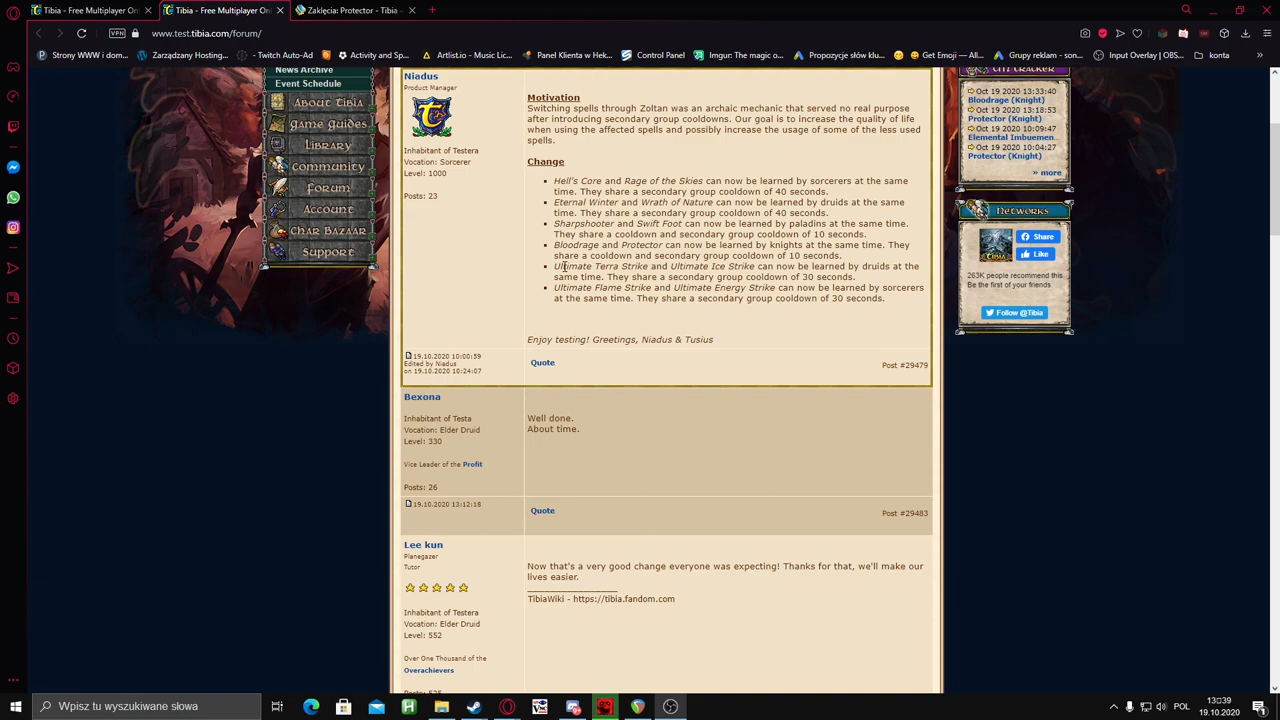 Tibia - Free Multiplayer On
Tibia - Free Multiplayer On
Zaklęcia: Protector
VPN
www.test.tibia.com/forum/
Strony WWW i dom...
Zarządzany Hosting...
- Twitch Auto-Mod
Activity & Spell...
Artlist - Music Lic...
Panel Klienta - Kwe...
Control Panel
Imgur: The magic o...
Propozycje słodkie...
Get Emoji — All Em...
Grupy reklam - son...
Input Overlay | OBS...
konta
News Archive
Event Schedule
About Tibia
Game Guides
Library
Community
Forum
Account
Char Bazaar
Support
Niadus
Product Manager
Inhabitant of Testera
Vocation: Sorcerer
Level: 1000
Posts: 23
Motivation
Switching spells through Zoltan was an archaic mechanic that served no real purpose
after introducing secondary group cooldowns. Our goal is to increase the quality of life
when using the affected spells and possibly increase the usage of some of the less used
spells.
Change
Hell's Core and Rage of the Skies can now be learned by sorcerers at the same
time. They share a secondary group cooldown of 40 seconds.
Eternal Winter and Wrath of Nature can now be learned by druids at the same
time. They share a secondary group cooldown of 40 seconds.
Sharpshooter and Swift Foot can now be learned by paladins at the same time.
They share a cooldown and secondary group cooldown of 10 seconds.
Bloodrage and Protector can now be learned by knights at the same time. They
share a cooldown and secondary group cooldown of 10 seconds.
Ultimate Terra Strike and Ultimate Ice Strike can now be learned by druids at the
same time. They share a secondary group cooldown of 30 seconds.
Ultimate Flame Strike and Ultimate Energy Strike can now be learned by sorcerers
at the same time. They share a secondary group cooldown of 30 seconds.
Enjoy testing! Greetings, Niadus & Tusius
19.10.2020 10:00:59
Edited by Niadus
on 19.10.2020 10:24:07
Quote
Post #29479
Bexona
Inhabitant of Testa
Vocation: Elder Druid
Level: 330
Vice Leader of the Profit
Posts: 26
Well done.
About time.
19.10.2020 13:12:18
Quote
Post #29483
Lee kun
Planegazer
Tutor
Inhabitant of Testera
Vocation: Elder Druid
Level: 552
Over One Thousand of the
Overachievers
Posts: 525
Now that's a very good change everyone was expecting! Thanks for that, we'll make our
lives easier.
TibiaWiki - https://tibia.fandom.com
Oct 19 2020 13:33:40
Bloodrage (Knight)
Oct 19 2020 13:18:53
Protector (Knight)
Oct 19 2020 10:09:47
Elemental Imbuemen...
Oct 19 2020 10:04:27
Protector (Knight)
» more
Networks
Share
Like
263K people recommend this.
Be the first of your friends.
Follow @Tibia
Wpisz tu wyszukiwane słowa
POL
13:39
19.10.2020